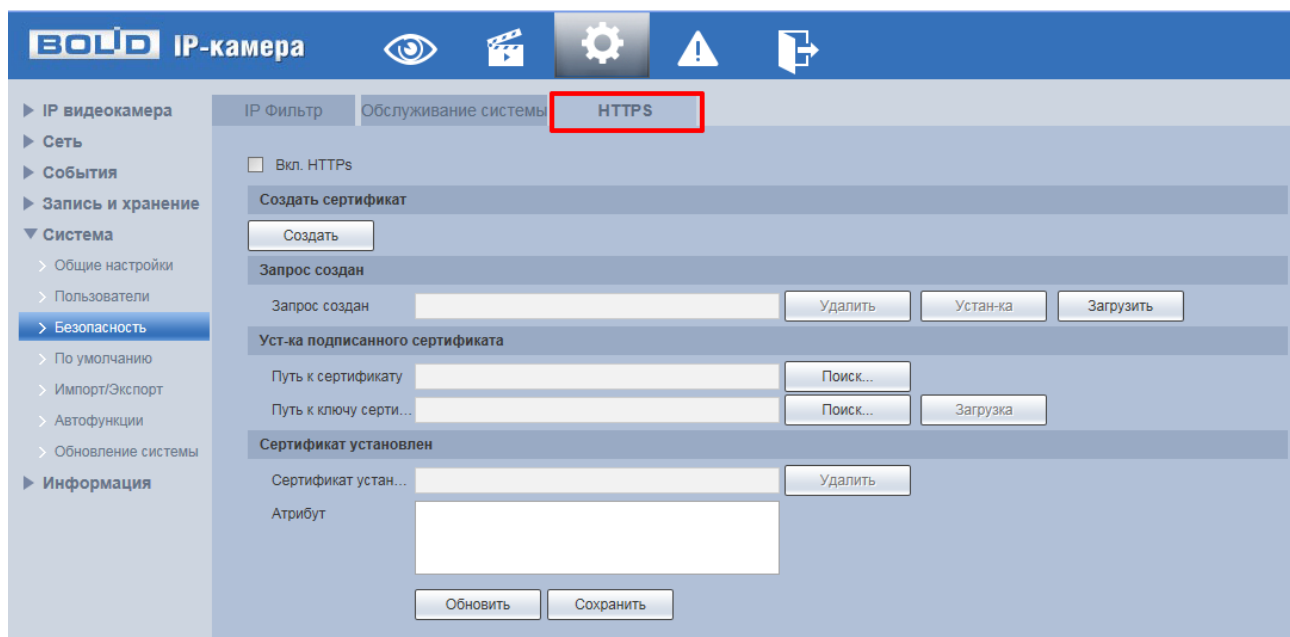 BOLID IP-камера
IP видеокамера
Сеть
События
Запись и хранение
Система
Общие настройки
Пользователи
Безопасность
По умолчанию
Импорт/Экспорт
Автофункции
Обновление системы
Информация
IP Фильтр Обслуживание системы HTTPS
Вкл. HTTPs
Создать сертификат
Создать
Запрос создан
Запрос создан Удалить Устан-ка Загрузить
Уст-ка подписанного сертификата
Путь к сертификату Поиск...
Путь к ключу серти... Поиск... Загрузка
Сертификат установлен
Сертификат устан... Удалить
Атрибут
Обновить Сохранить